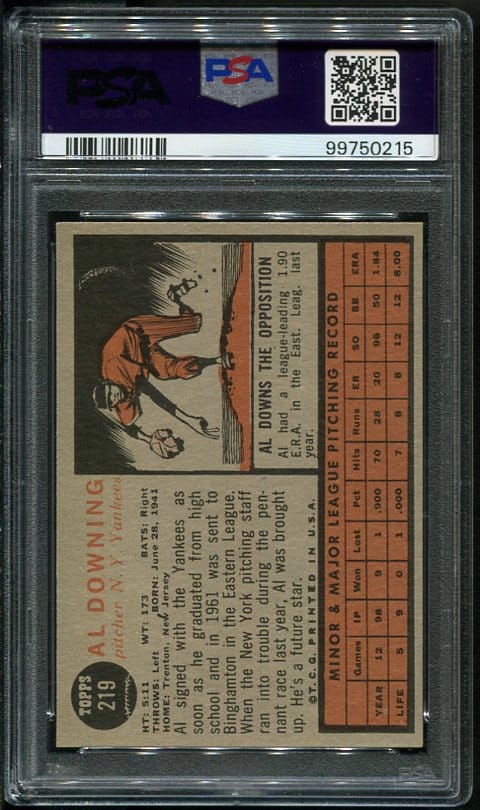 PSA
PSA
99750215
TOPPS
219
AL DOWNING
pitcher N. Y. Yankees
HT: 5:11 WT: 173 BATS: Right
THROWS: Left BORN: June 28, 1941
HOME: Trenton, New Jersey
Al signed with the Yankees as
soon as he graduated from high
school and in 1961 was sent to
Binghamton in the Eastern League.
When the New York pitching staff
ran into trouble during the pen-
nant race last year, Al was brought
up. He's a future star.
©T.C.G. PRINTED IN U.S.A.
AL DOWNS THE OPPOSITION
Al had a league-leading 1.90
E.R.A. in the East. Leag. last
year.
MINOR & MAJOR LEAGUE PITCHING RECORD
Games IP Won Lost Pct Hits Runs ER SO BB ERA
YEAR 12 98 9 1 .900 70 28 20 96 50 1.84
LIFE 5 9 0 1 .000 7 8 8 12 12 8.00
PSA